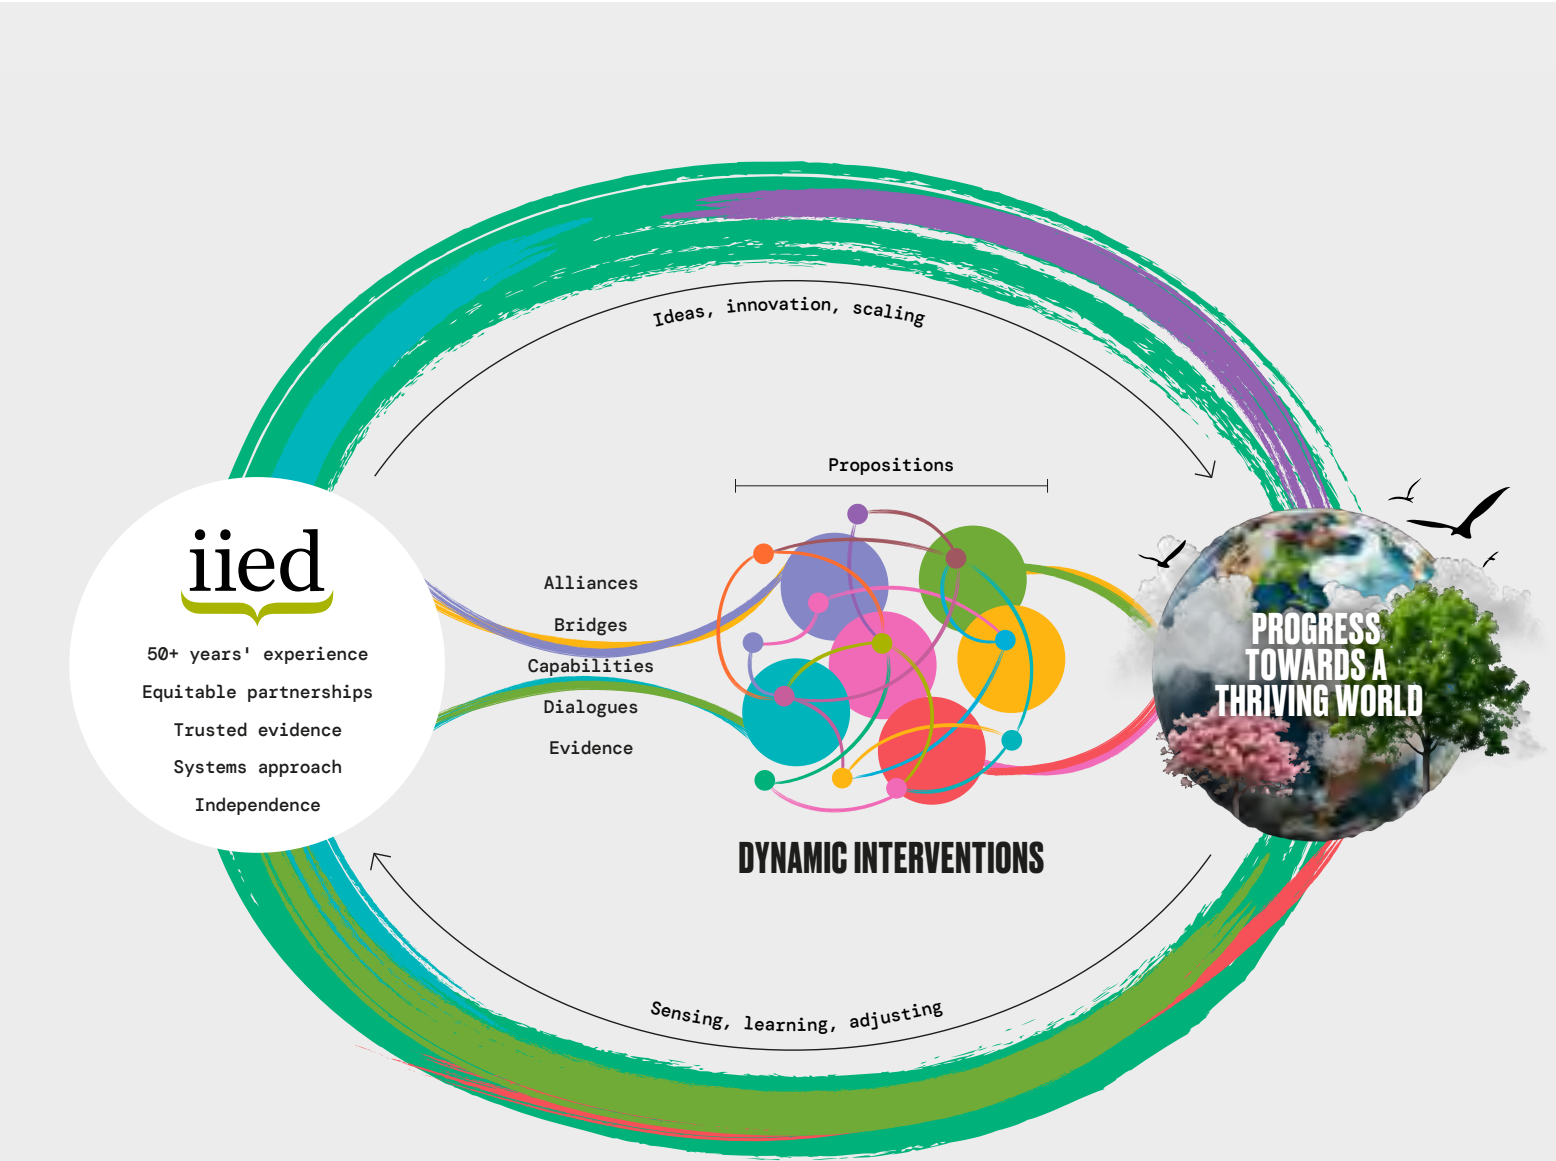 Ideas, innovation, scaling
Propositions
iied
50+ years' experience
Equitable partnerships
Trusted evidence
Systems approach
Independence
Alliances
Bridges
Capabilities
Dialogues
Evidence
DYNAMIC INTERVENTIONS
PROGRESS
TOWARDS A
THRIVING WORLD
Sensing, learning, adjusting